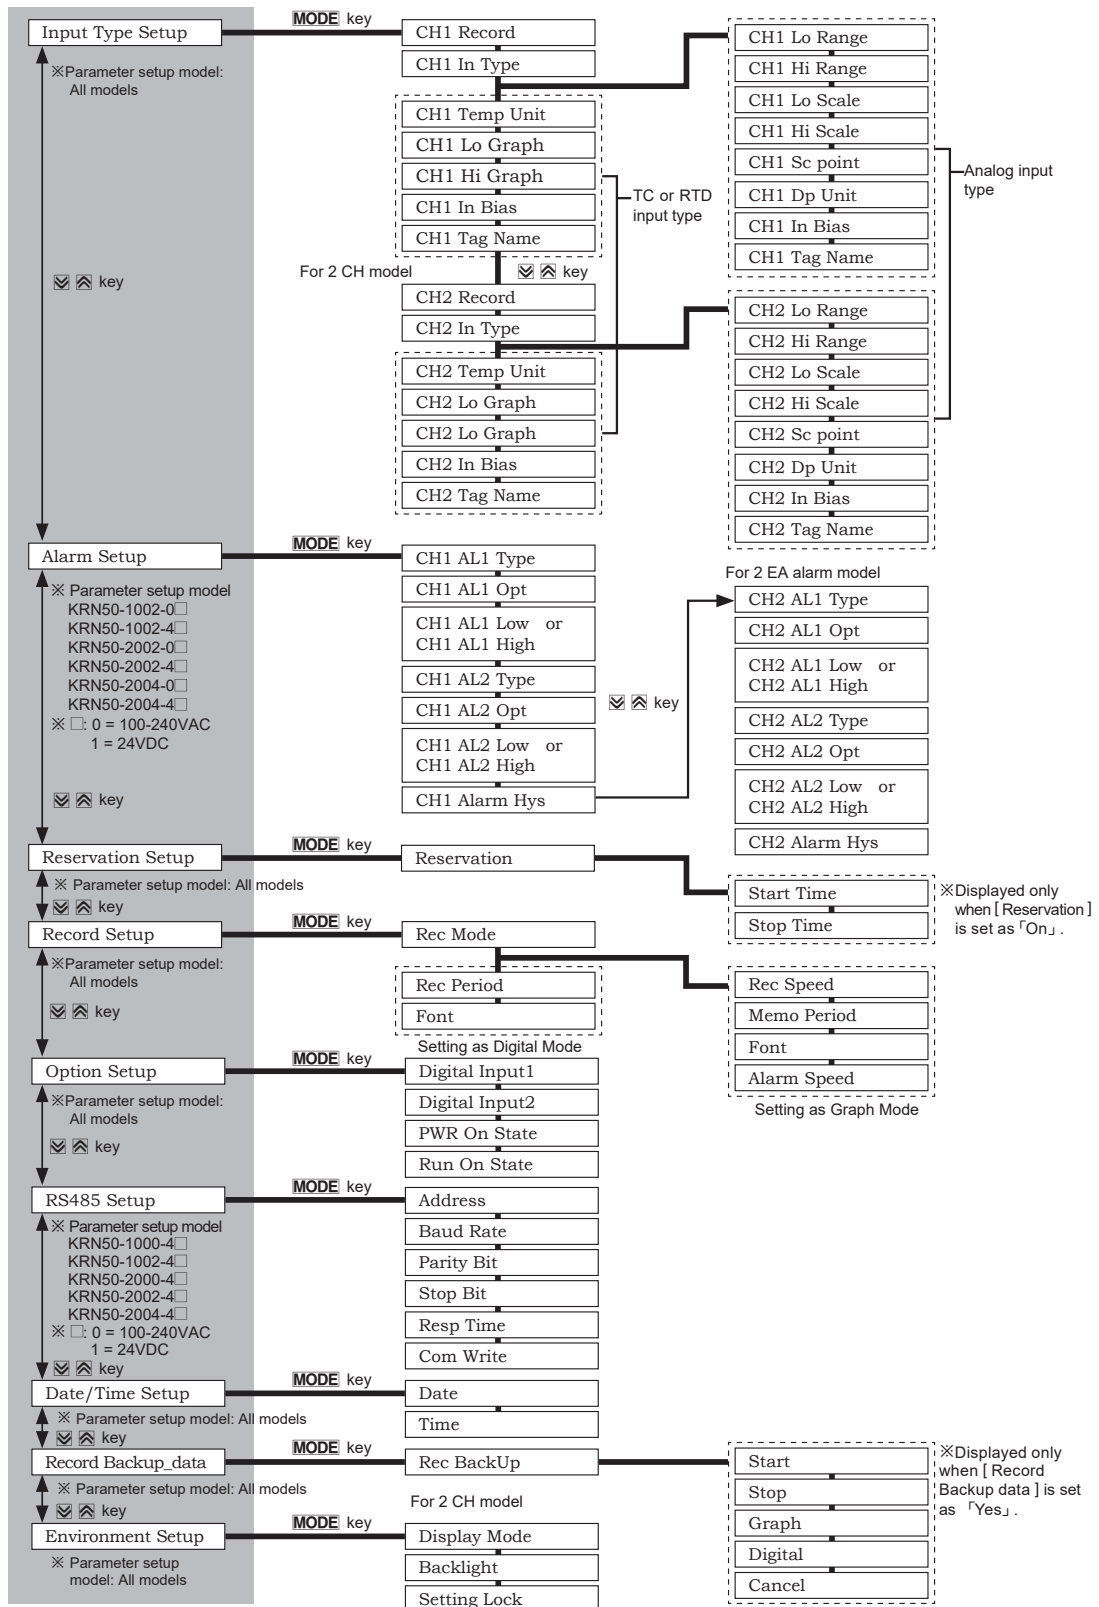 Input Type Setup
MODE key
※Parameter setup model:
All models
key
CH1 Record
CH1 In Type
CH1 Temp Unit
CH1 Lo Graph
CH1 Hi Graph
CH1 In Bias
CH1 Tag Name
TC or RTD
input type
For 2 CH model
key
CH2 Record
CH2 In Type
CH2 Temp Unit
CH2 Lo Graph
CH2 Lo Graph
CH2 In Bias
CH2 Tag Name
CH1 Lo Range
CH1 Hi Range
CH1 Lo Scale
CH1 Hi Scale
CH1 Sc point
CH1 Dp Unit
CH1 In Bias
CH1 Tag Name
Analog input
type
CH2 Lo Range
CH2 Hi Range
CH2 Lo Scale
CH2 Hi Scale
CH2 Sc point
CH2 Dp Unit
CH2 In Bias
CH2 Tag Name
Alarm Setup
MODE key
※ Parameter setup model
KRN50-1002-0□
KRN50-1002-4□
KRN50-2002-0□
KRN50-2002-4□
KRN50-2004-0□
KRN50-2004-4□
※ □: 0 = 100-240VAC
1 = 24VDC
key
CH1 AL1 Type
CH1 AL1 Opt
CH1 AL1 Low or
CH1 AL1 High
CH1 AL2 Type
CH1 AL2 Opt
CH1 AL2 Low or
CH1 AL2 High
CH1 Alarm Hys
key
For 2 EA alarm model
CH2 AL1 Type
CH2 AL1 Opt
CH2 AL1 Low or
CH2 AL1 High
CH2 AL2 Type
CH2 AL2 Opt
CH2 AL2 Low or
CH2 AL2 High
CH2 Alarm Hys
Reservation Setup
MODE key
※ Parameter setup model: All models
key
Reservation
Start Time
Stop Time
※Displayed only
when [ Reservation ]
is set as「On」.
Record Setup
MODE key
※Parameter setup model:
All models
key
Rec Mode
Rec Period
Font
Setting as Digital Mode
Rec Speed
Memo Period
Font
Alarm Speed
Setting as Graph Mode
Option Setup
MODE key
※Parameter setup model:
All models
key
Digital Input1
Digital Input2
PWR On State
Run On State
RS485 Setup
MODE key
※ Parameter setup model
KRN50-1000-4□
KRN50-1002-4□
KRN50-2000-4□
KRN50-2002-4□
KRN50-2004-4□
※ □: 0 = 100-240VAC
1 = 24VDC
key
Address
Baud Rate
Parity Bit
Stop Bit
Resp Time
Com Write
Date/Time Setup
MODE key
※ Parameter setup model: All models
key
Date
Time
Record Backup_data
MODE key
※ Parameter setup model: All models
key
Rec BackUp
Start
Stop
Graph
Digital
Cancel
※Displayed only
when [ Record
Backup data ] is set
as 「Yes」.
For 2 CH model
Environment Setup
MODE key
※ Parameter setup
model: All models
Display Mode
Backlight
Setting Lock